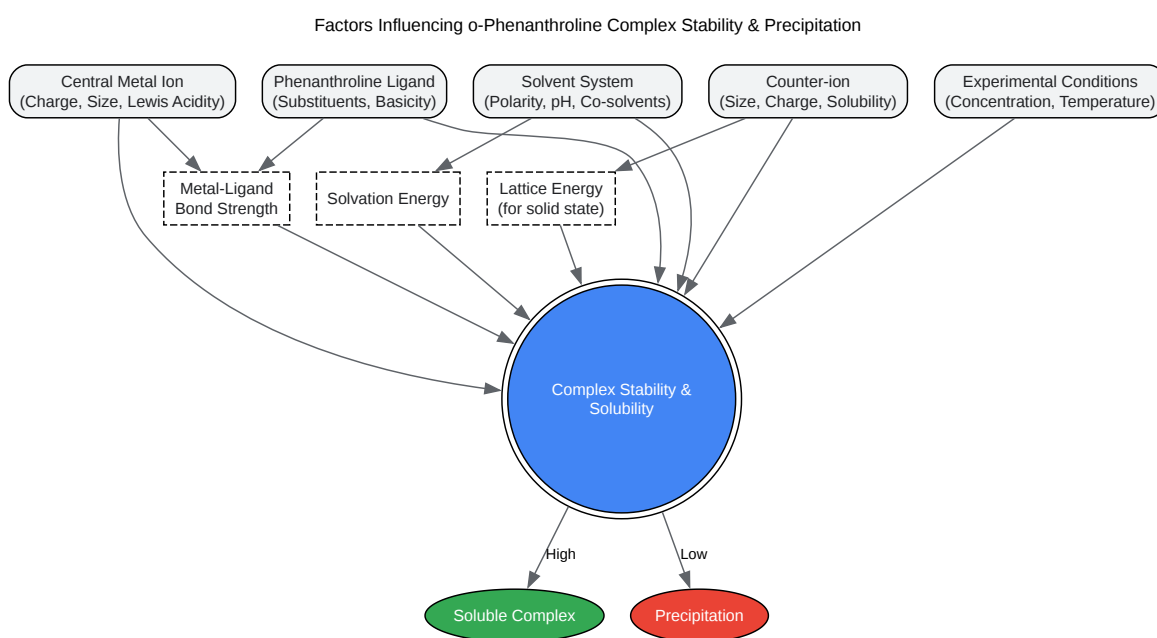 Factors Influencing o-Phenanthroline Complex Stability & Precipitation
Central Metal Ion
(Charge, Size, Lewis Acidity)
Phenanthroline Ligand
(Substituents, Basicity)
Solvent System
(Polarity, pH, Co-solvents)
Counter-ion
(Size, Charge, Solubility)
Experimental Conditions
(Concentration, Temperature)
Metal-Ligand
Bond Strength
Solvation Energy
Lattice Energy
(for solid state)
Complex Stability &
Solubility
High
Low
Soluble Complex
Precipitation